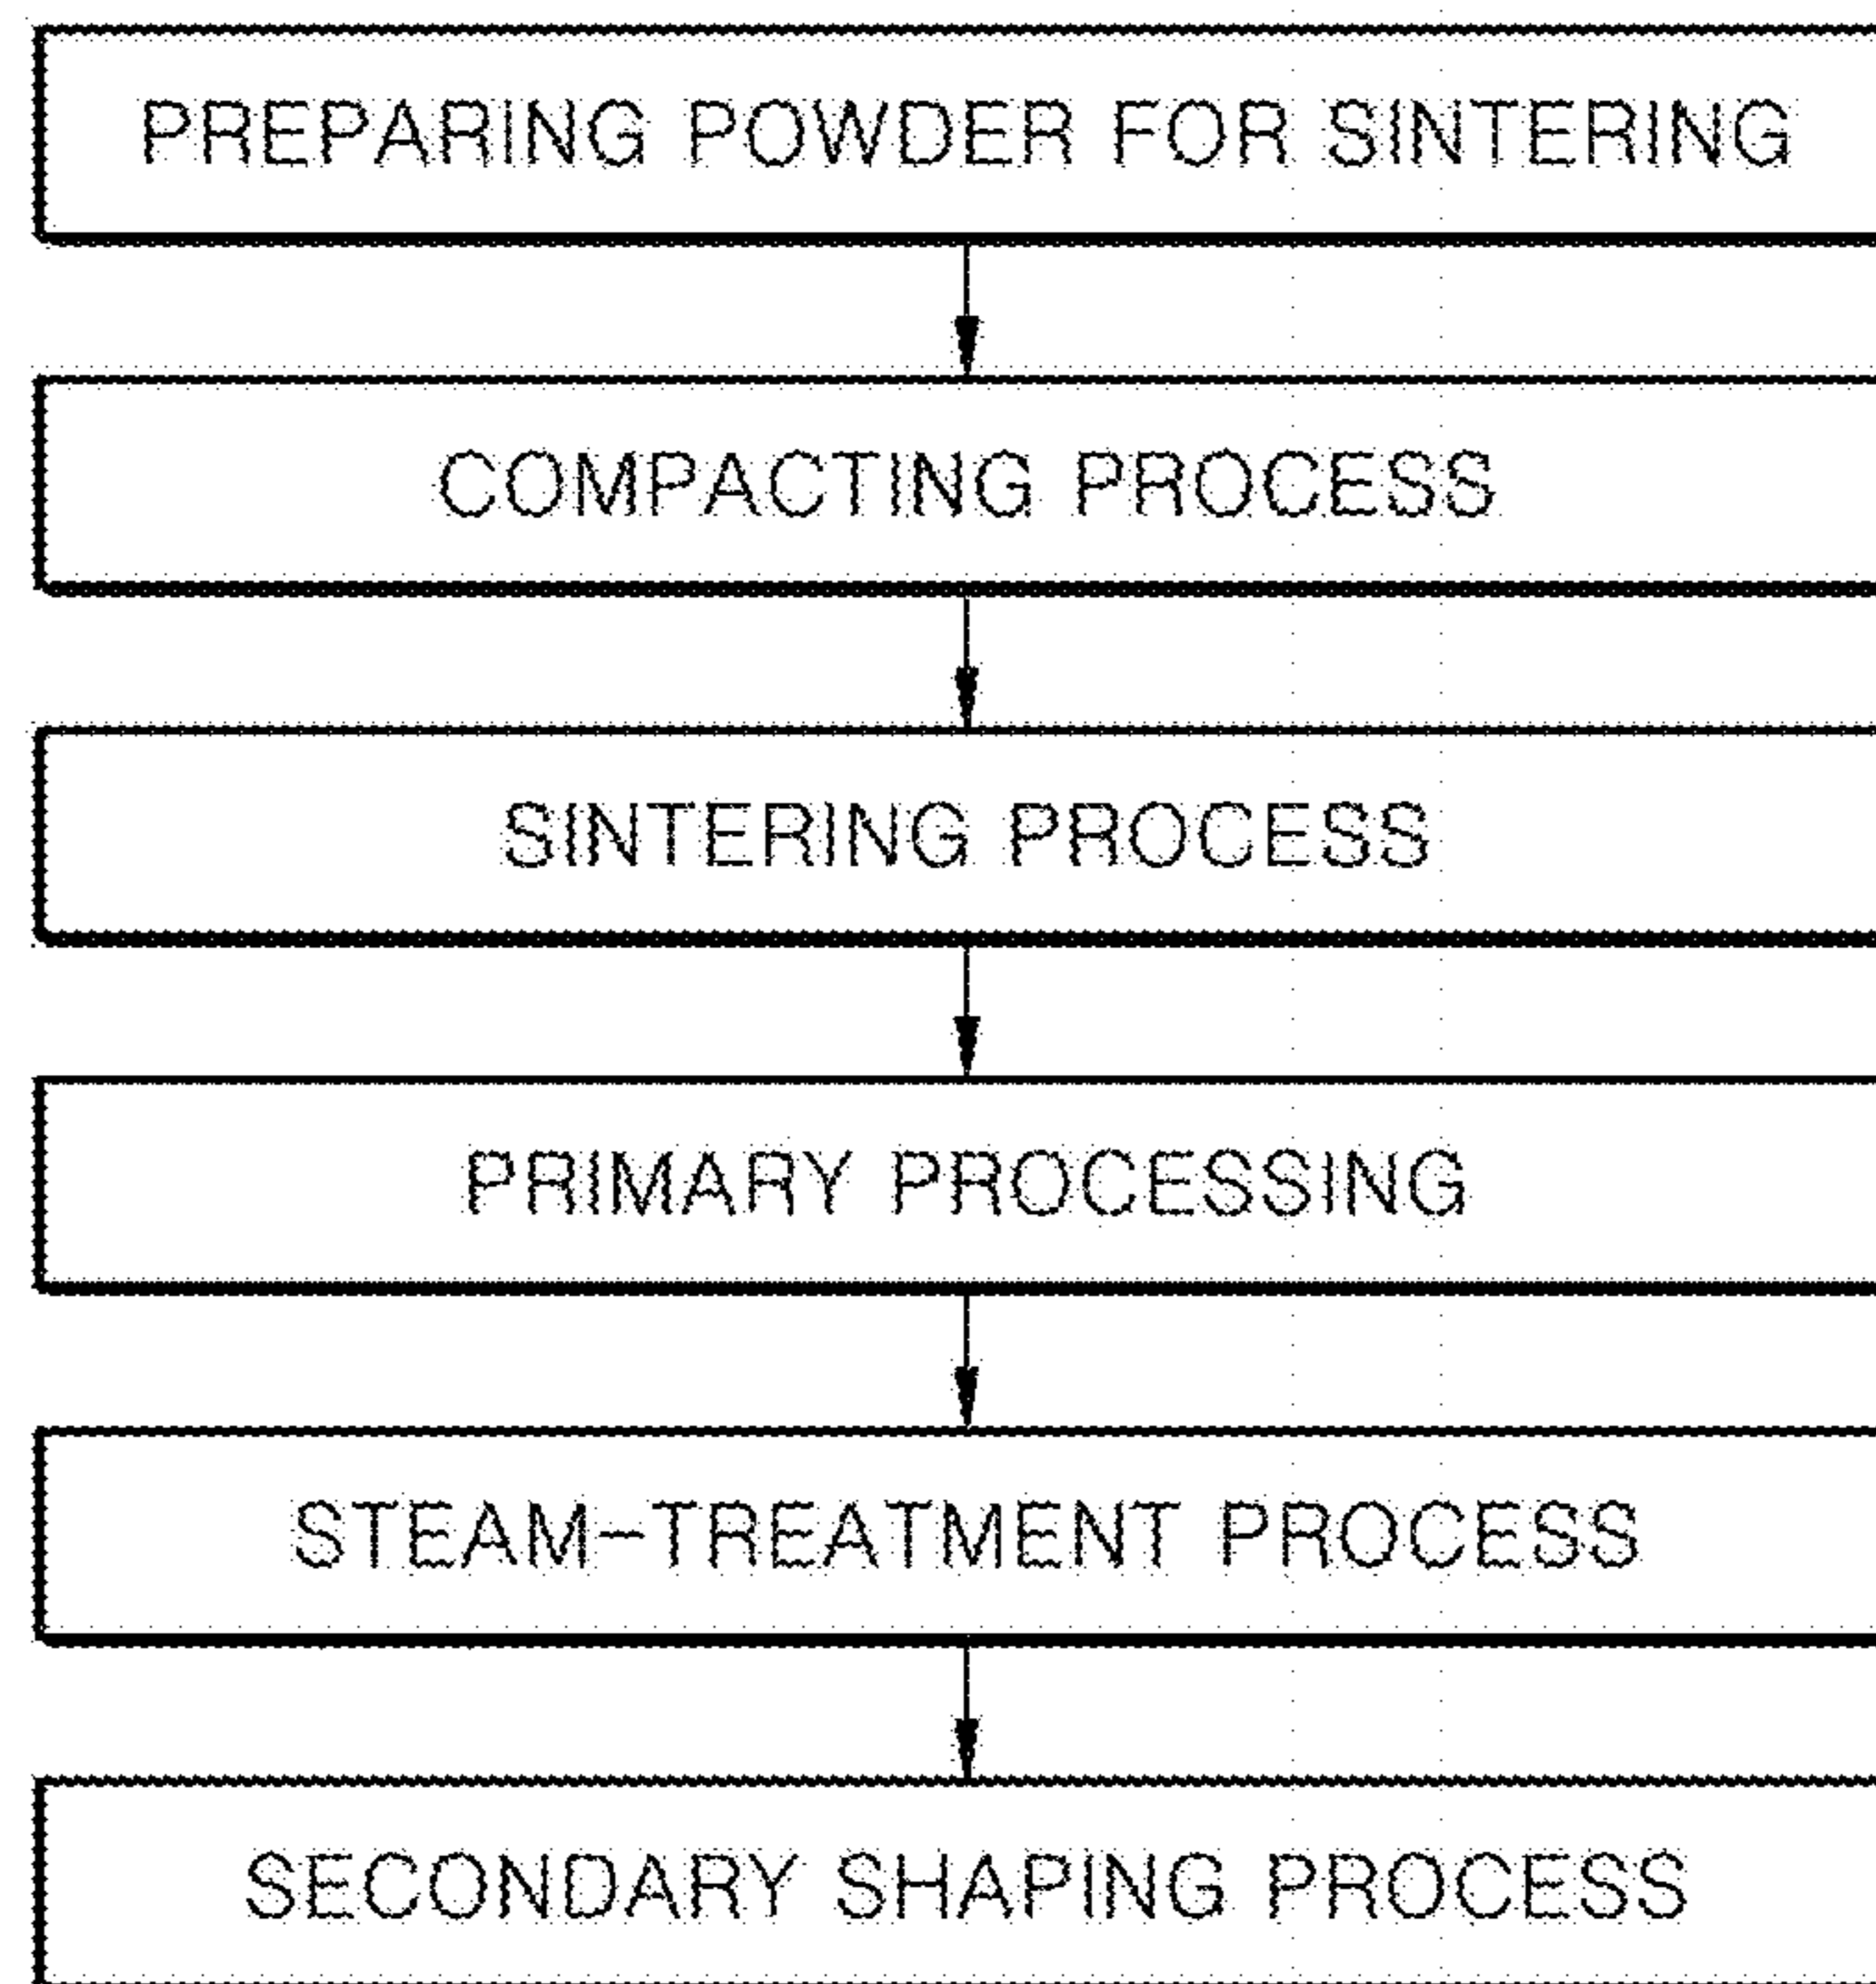 PREPARING POWDER FOR SINTERING
COMPACTING PROCESS
SINTERING PROCESS
PRIMARY PROCESSING
STEAM-TREATMENT PROCESS
SECONDARY SHAPING PROCESS